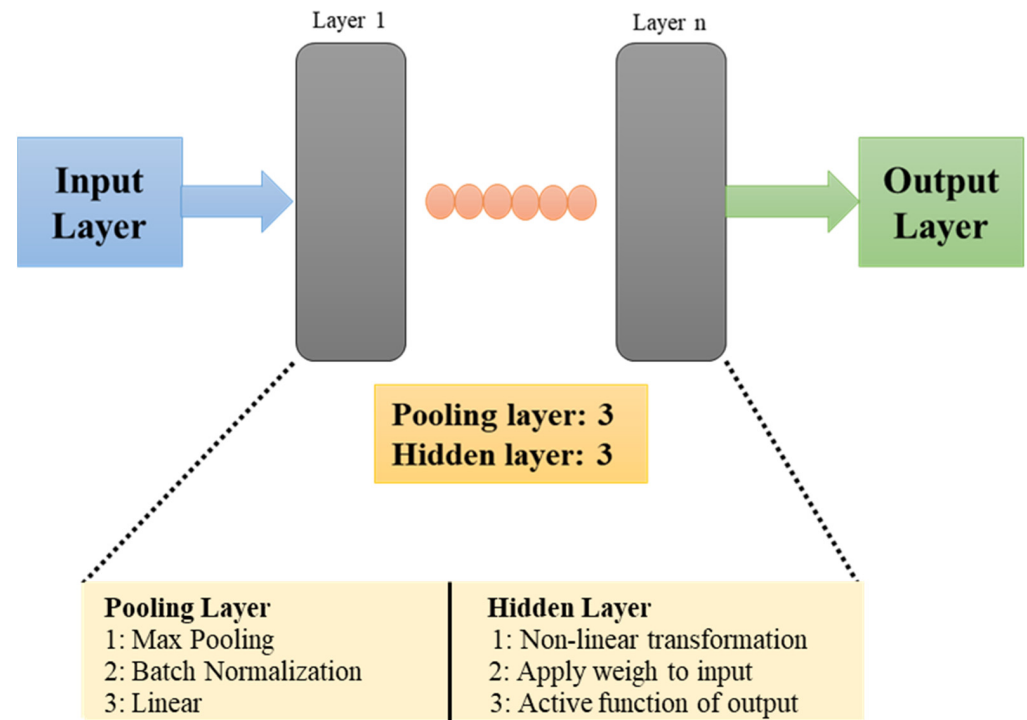 Layer 1
Layer n
Input
Layer
Output
Layer
Pooling layer: 3
Hidden layer: 3
Pooling Layer
1: Max Pooling
2: Batch Normalization
3: Linear
Hidden Layer
1: Non-linear transformation
2: Apply weigh to input
3: Active function of output